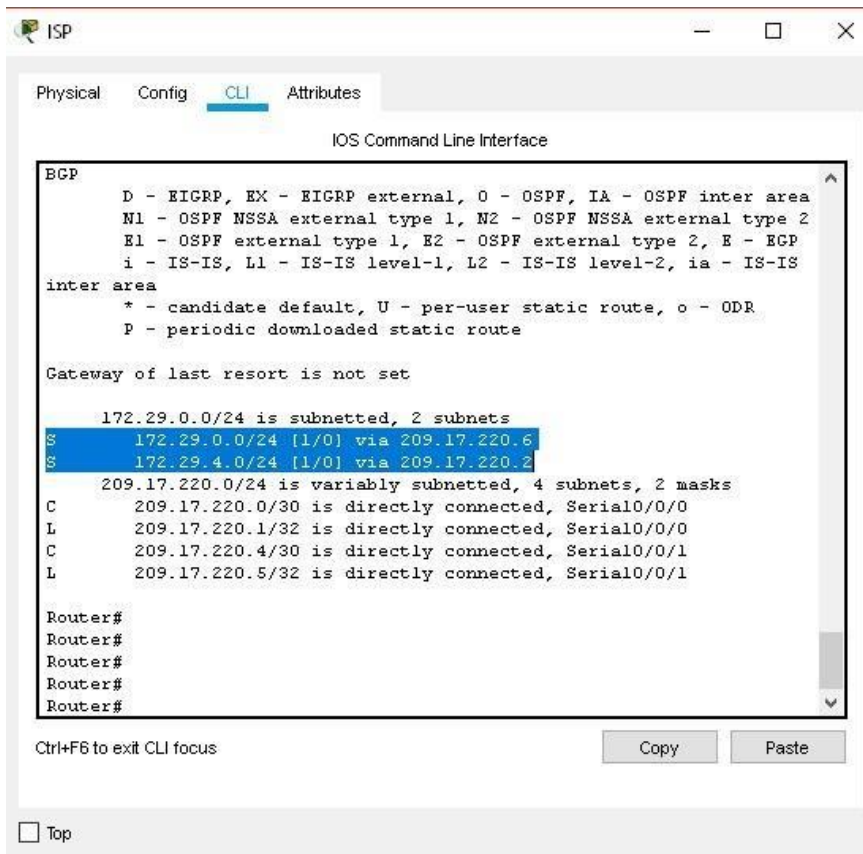 ISP
Physical Config CLI Attributes
IOS Command Line Interface
BGP
D - EIGRP, EX - EIGRP external, O - OSPF, IA - OSPF inter area
N1 - OSPF NSSA external type 1, N2 - OSPF NSSA external type 2
E1 - OSPF external type 1, E2 - OSPF external type 2, E - EGP
i - IS-IS, L1 - IS-IS level-1, L2 - IS-IS level-2, ia - IS-IS
inter area
* - candidate default, U - per-user static route, o - ODR
P - periodic downloaded static route
Gateway of last resort is not set
172.29.0.0/24 is subnetted, 2 subnets
S 172.29.0.0/24 [1/0] via 209.17.220.6
S 172.29.4.0/24 [1/0] via 209.17.220.2
209.17.220.0/24 is variably subnetted, 4 subnets, 2 masks
C 209.17.220.0/30 is directly connected, Serial0/0/0
L 209.17.220.1/32 is directly connected, Serial0/0/0
C 209.17.220.4/30 is directly connected, Serial0/0/1
L 209.17.220.5/32 is directly connected, Serial0/0/1
Router#
Router#
Router#
Router#
Router#
Ctrl+F6 to exit CLI focus Copy Paste
Top